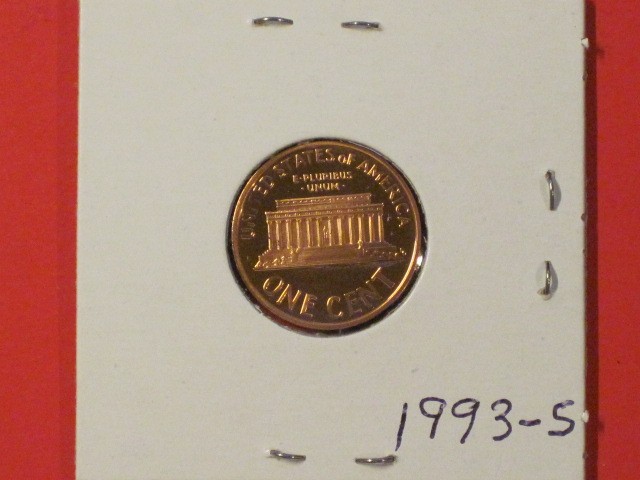 UNITED STATES of AMERICA
E·PLURIBUS
·UNUM·
ONE CENT
1993-S